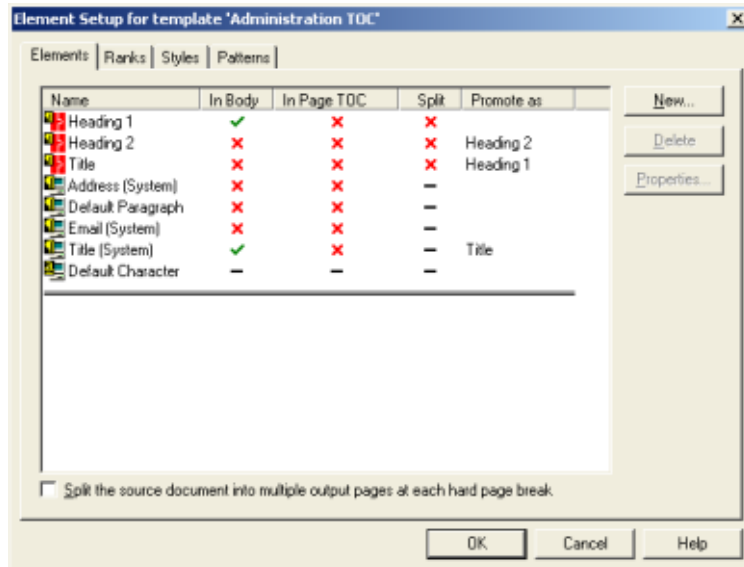 Element Setup for template 'Administration TOC'
Elements Ranks Styles Patterns
Name In Body In Page TOC Split Promote as
Heading 1
Heading 2 Heading 2
Title Heading 1
Address (System)
Default Paragraph
Email (System)
Title (System) Title
Default Character
New...
Delete
Properties...
Split the source document into multiple output pages at each hard page break
OK Cancel Help